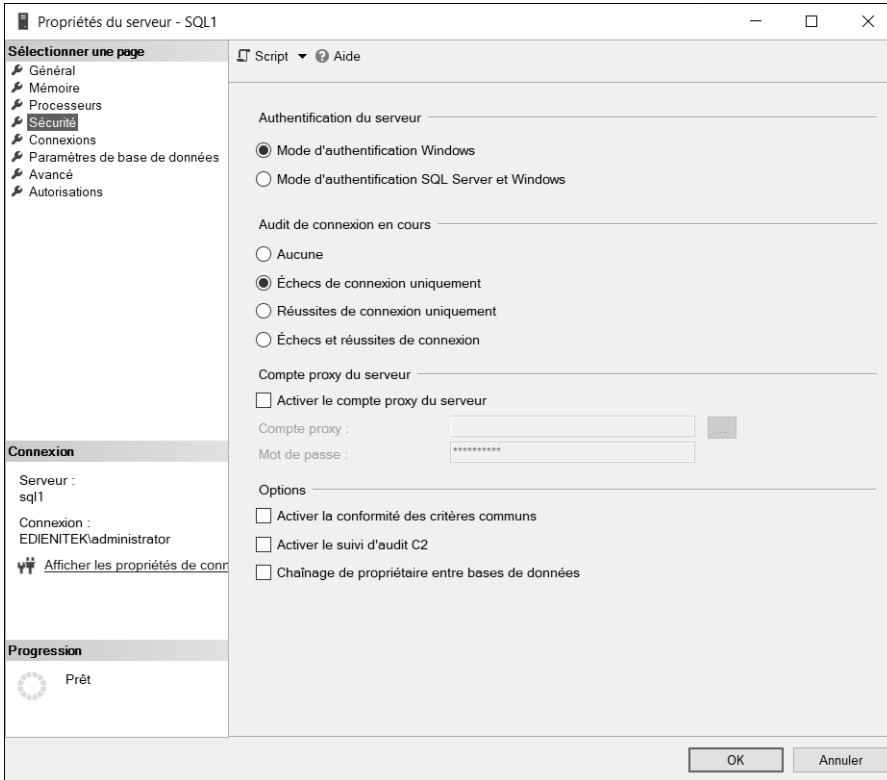 Propriétés du serveur - SQL1
Sélectionner une page
Général
Mémoire
Processeurs
Sécurité
Connexions
Paramètres de base de données
Avancé
Autorisations
Connexion
Serveur :
sql1
Connexion :
EDIENITEK\administrator
Afficher les propriétés de conn
Progression
Prêt
Script
Aide
Authentification du serveur
Mode d'authentification Windows
Mode d'authentification SQL Server et Windows
Audit de connexion en cours
Aucune
Échecs de connexion uniquement
Réussites de connexion uniquement
Échecs et réussites de connexion
Compte proxy du serveur
Activer le compte proxy du serveur
Compte proxy :
...
Mot de passe :
**********
Options
Activer la conformité des critères communs
Activer le suivi d'audit C2
Chaînage de propriétaire entre bases de données
OK
Annuler